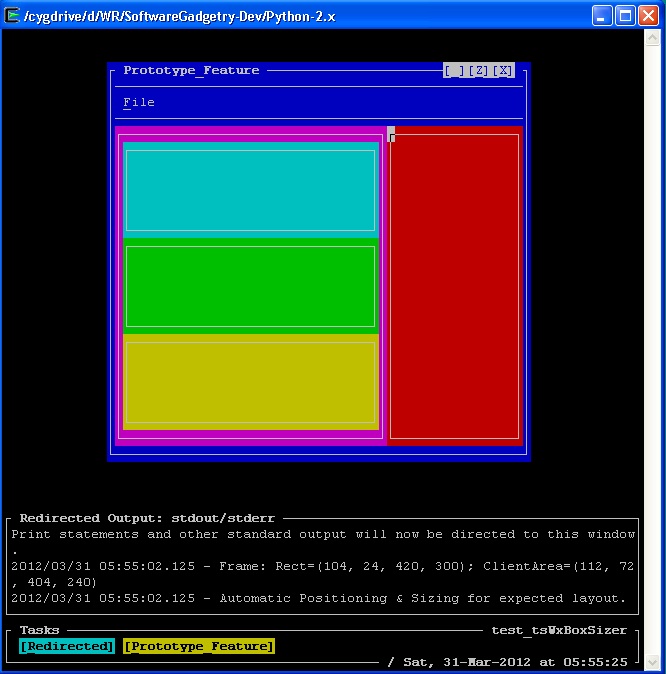 /cygdrive/d/WR/SoftwareGadgetry-Dev/Python-2.x
Prototype_Feature [_][Z][X]
File
Redirected Output: stdout/stderr
Print statements and other standard output will now be directed to this window
.
2012/03/31 05:55:02.125 - Frame: Rect=(104, 24, 420, 300); ClientArea=(112, 72
, 404, 240)
2012/03/31 05:55:02.125 - Automatic Positioning & Sizing for expected layout.
Tasks test_tsWxBoxSizer
[Redirected] [Prototype_Feature]
/ Sat, 31-Mar-2012 at 05:55:25